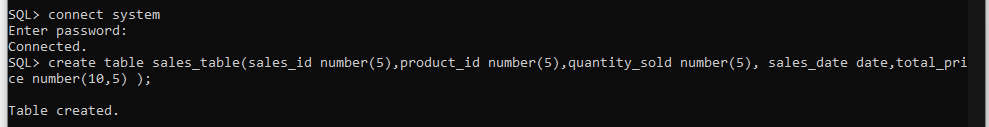 SQL> connect system
Enter password:
Connected.
SQL> create table sales_table(sales_id number(5),product_id number(5),quantity_sold number(5), sales_date date,total_pri
ce number(10,5) );
Table created.